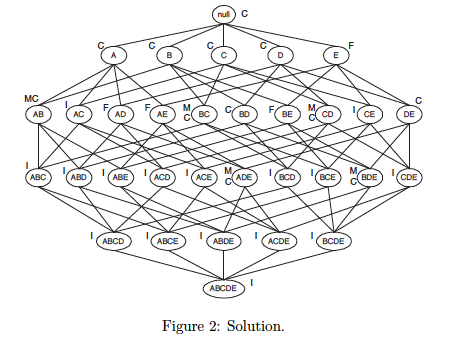 null C
C A C B C C C D E F
MC AB I AC F AD F AE M C BC C BD F BE M C CD I CE DE C
I ABC I ABD I ABE I ACD I ACE M C ADE I BCD I BCE M C BDE I CDE
I ABCD I ABCE I ABDE I ACDE I BCDE
ABCDE I
Figure 2: Solution.